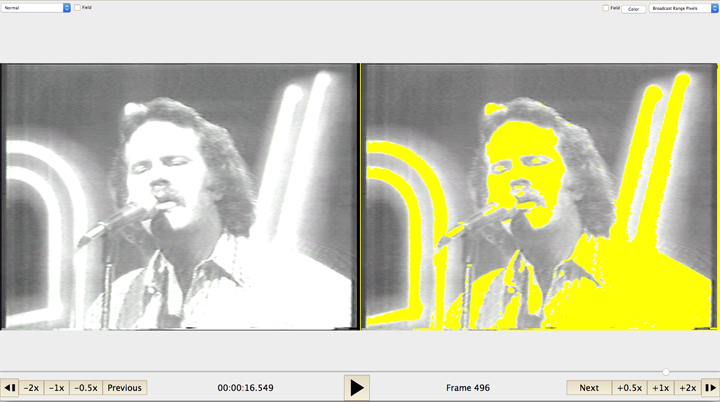 Normal Field Field Color Broadcast Range Pixels
-2x -1x -0.5x Previous 00:00:16.549 Frame 496 Next +0.5x +1x +2x